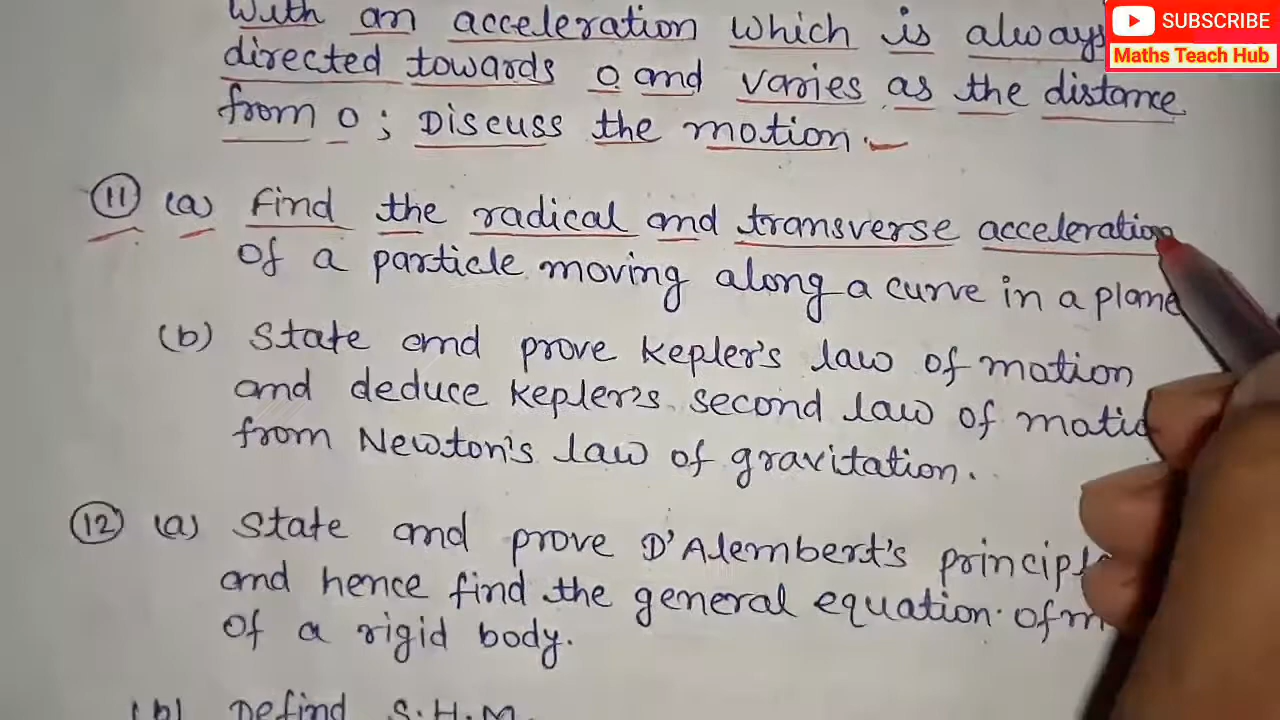 with an acceleration which is always
directed towards o and varies as the distance
from o; Discuss the motion.
SUBSCRIBE
Maths Teach Hub
11 (a) Find the radical and transverse acceleration
of a particle moving along a curve in a plane
(b) State and prove Kepler's law of mation
and deduce Kepler's second law of
from Newton's law of gravitation.
12 (a) State and prove D'Alembert's
and hence find the general equation of
of a rigid body.
(b) Defind S.H.M.